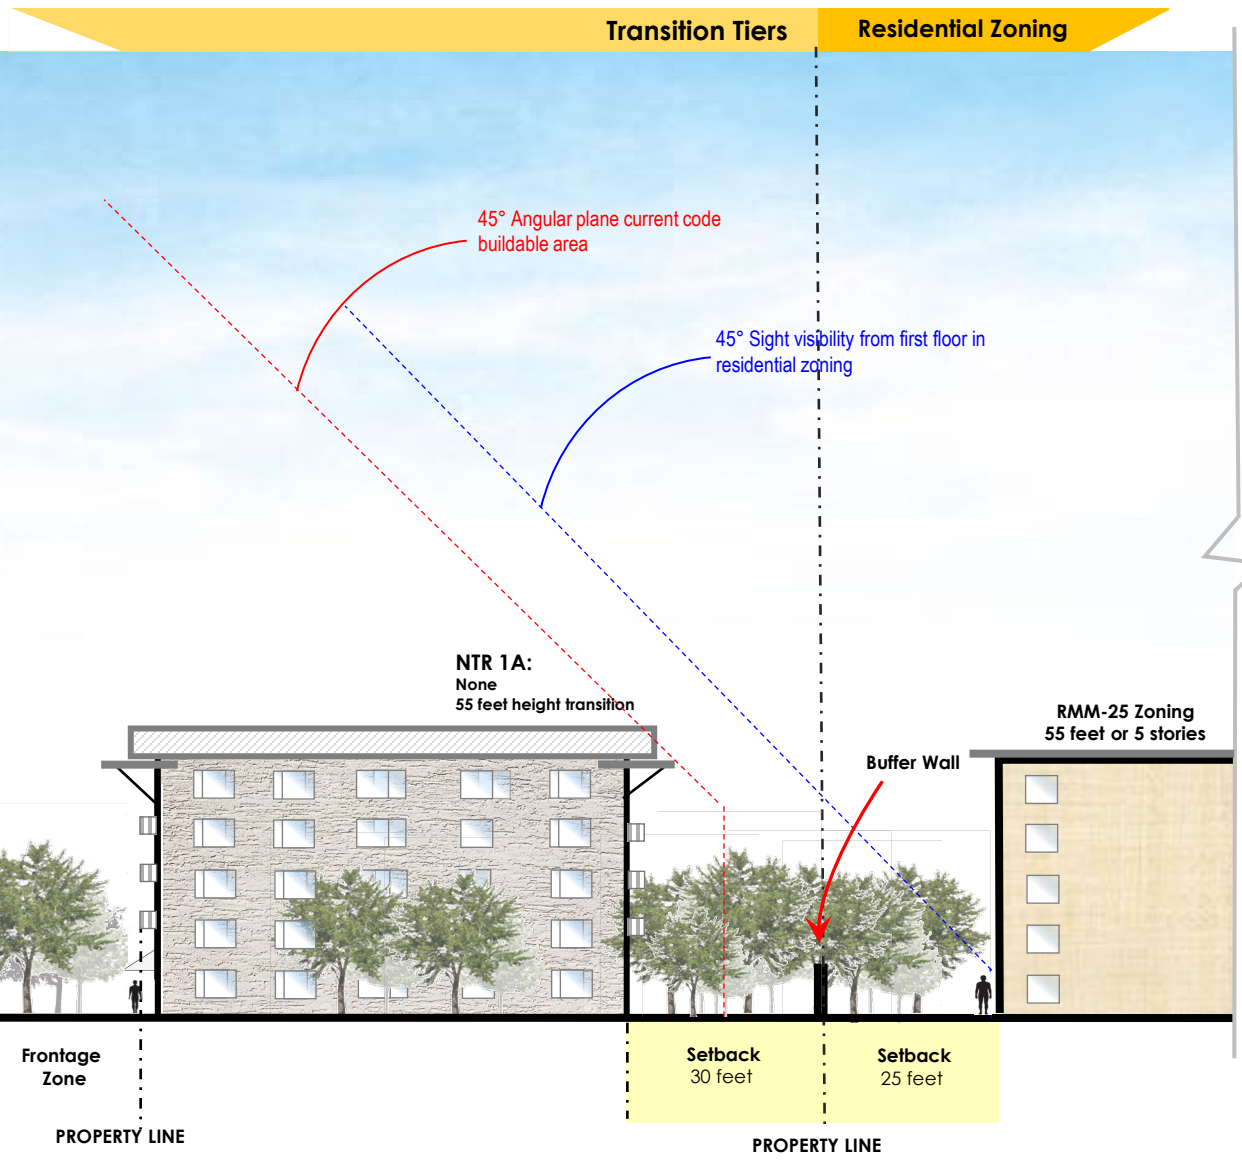 Transition Tiers
Residential Zoning
45° Angular plane current code
buildable area
45° Sight visibility from first floor in
residential zoning
NTR 1A:
None
55 feet height transition
RMM-25 Zoning
55 feet or 5 stories
Buffer Wall
Frontage
Zone
Setback
30 feet
Setback
25 feet
PROPERTY LINE
PROPERTY LINE